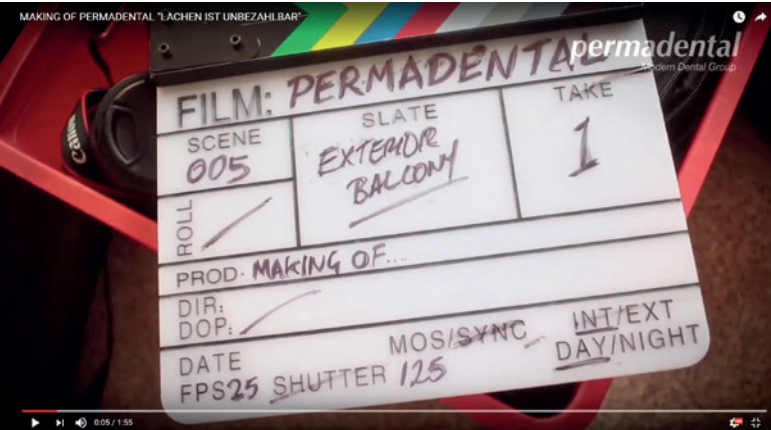 MAKING OF PERMADENTAL "LACHEN IST UNBEZAHLBAR"
permadental
Modern Dental Group
FILM: PERMADENTAL
SCENE
005
SLATE
EXTERIOR
BALCONY
TAKE
1
ROLL
PROD· MAKING OF...
DIR:
DOP:
DATE
MOS/SYNC
INT/EXT
FPS25 SHUTTER 125
DAY/NIGHT
Canon
0:05 / 1:55